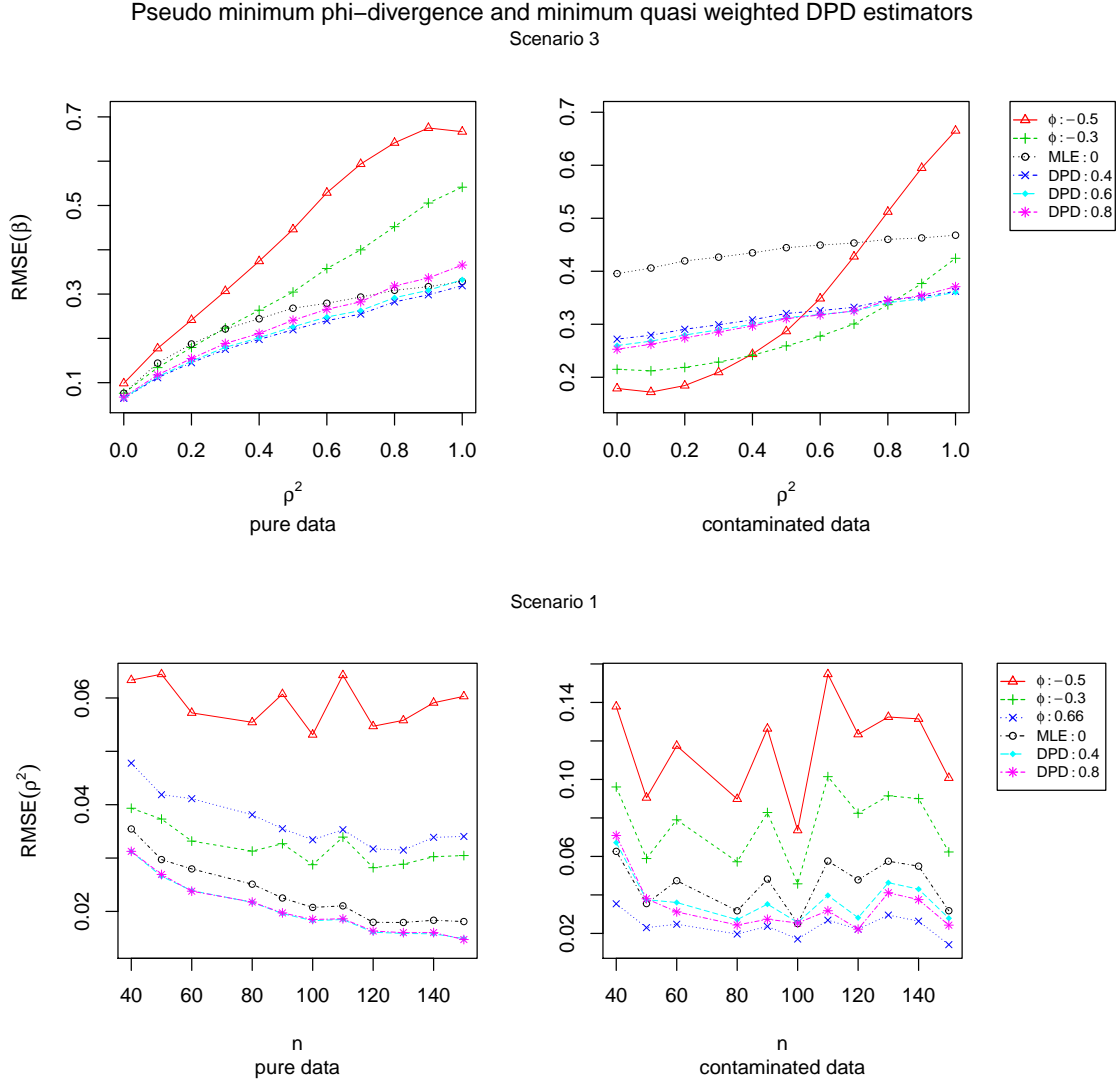 Pseudo minimum phi−divergence and minimum quasi weighted DPD estimators
Scenario 3
RMSE(β)
0.7
0.5
0.3
0.1
0.0 0.2 0.4 0.6 0.8 1.0
ρ²
pure data
0.7
0.6
0.5
0.4
0.3
0.2
0.0 0.2 0.4 0.6 0.8 1.0
ρ²
contaminated data
ϕ : −0.5
ϕ : −0.3
MLE : 0
DPD : 0.4
DPD : 0.6
DPD : 0.8
Scenario 1
RMSE(ρ²)
0.06
0.04
0.02
40 60 80 100 120 140
n
pure data
0.14
0.10
0.06
0.02
40 60 80 100 120 140
n
contaminated data
ϕ : −0.5
ϕ : −0.3
ϕ : 0.66
MLE : 0
DPD : 0.4
DPD : 0.8